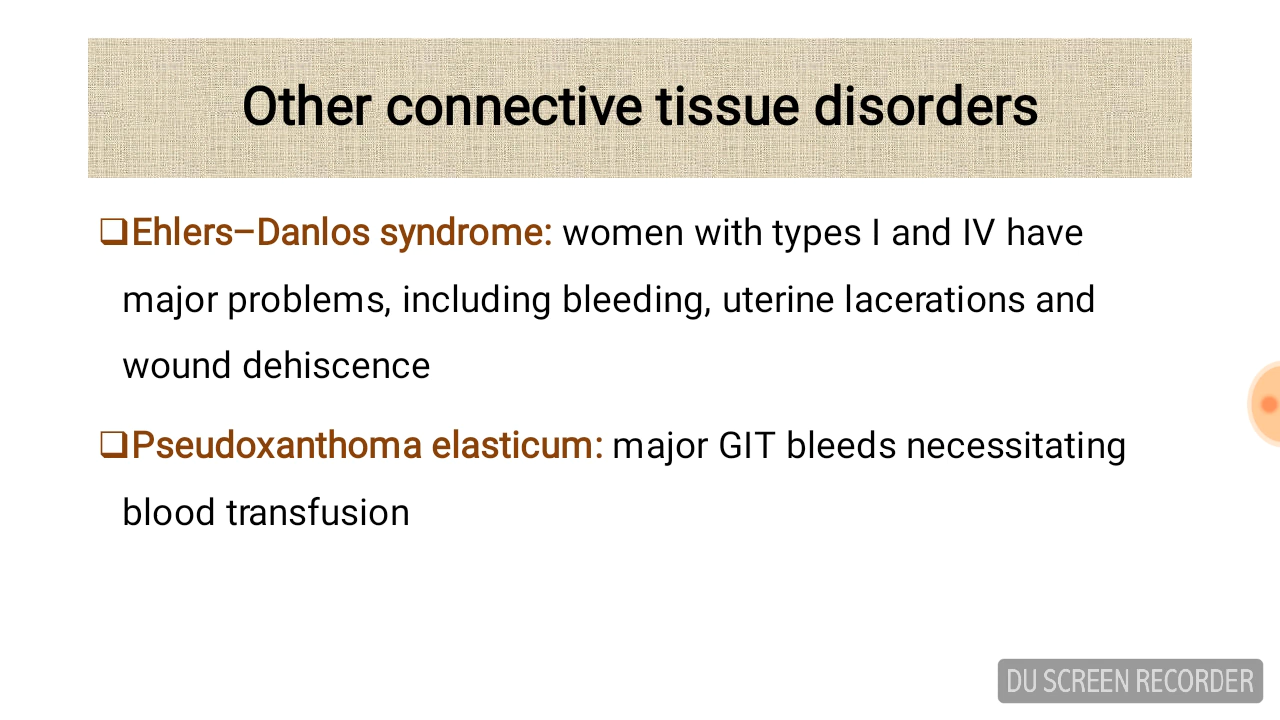 Other connective tissue disorders
❑Ehlers–Danlos syndrome: women with types I and IV have
major problems, including bleeding, uterine lacerations and
wound dehiscence
❑Pseudoxanthoma elasticum: major GIT bleeds necessitating
blood transfusion
DU SCREEN RECORDER